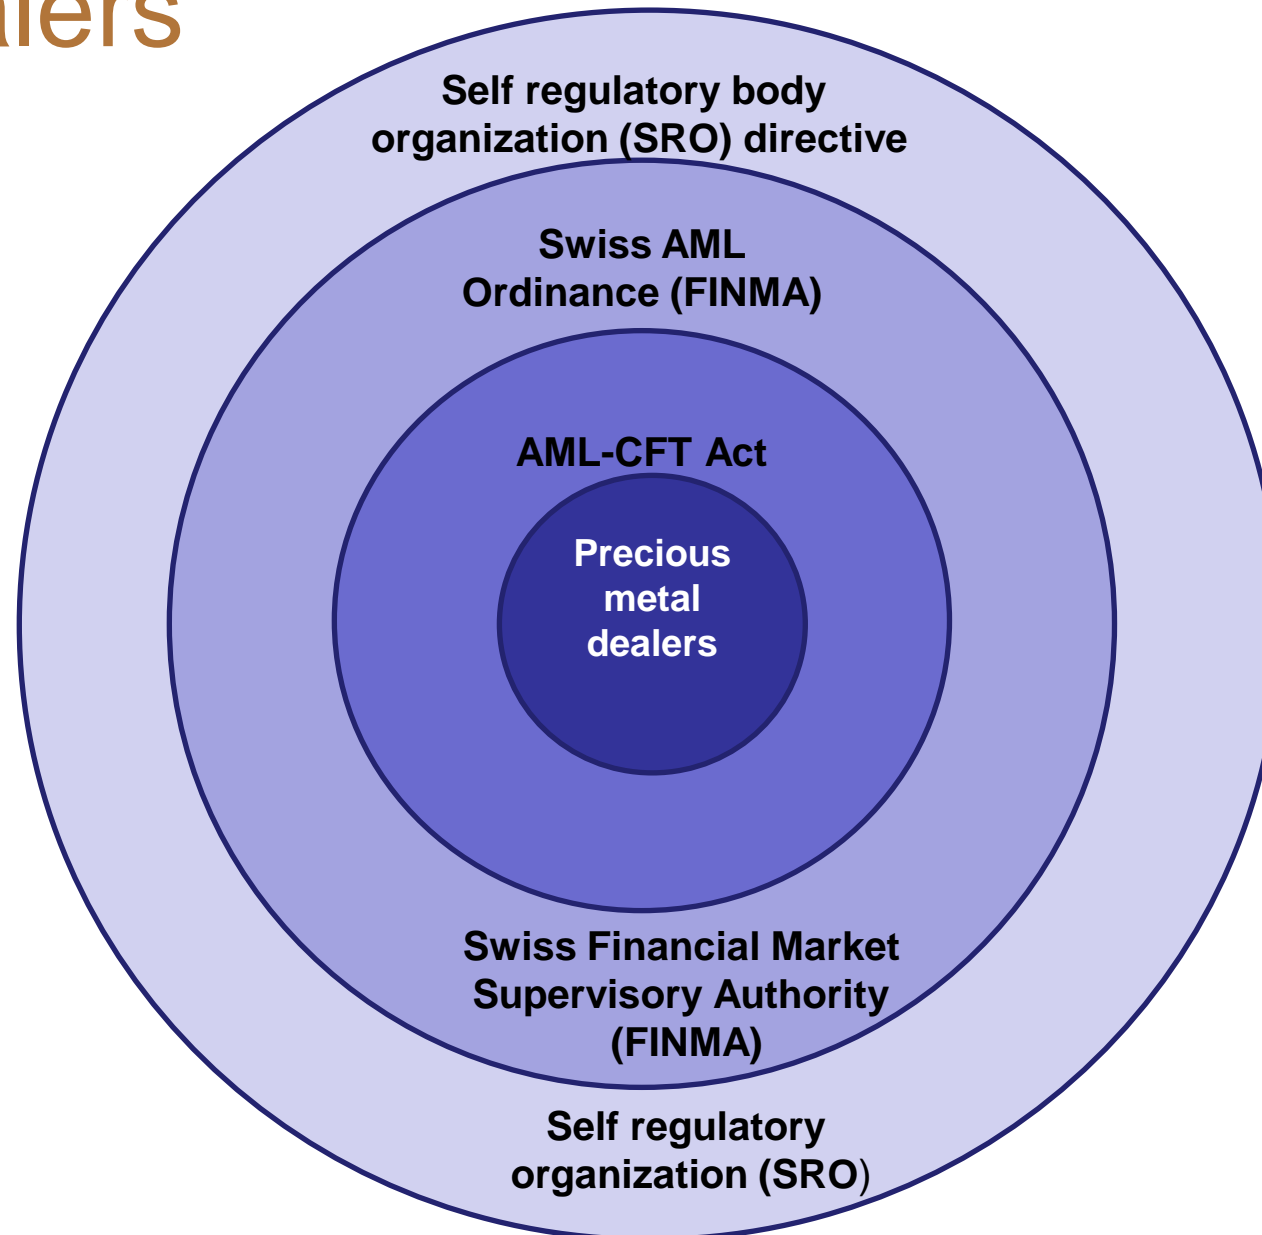 alers
Self regulatory body
organization (SRO) directive
Swiss AML
Ordinance (FINMA)
AML-CFT Act
Precious
metal
dealers
Swiss Financial Market
Supervisory Authority
(FINMA)
Self regulatory
organization (SRO)